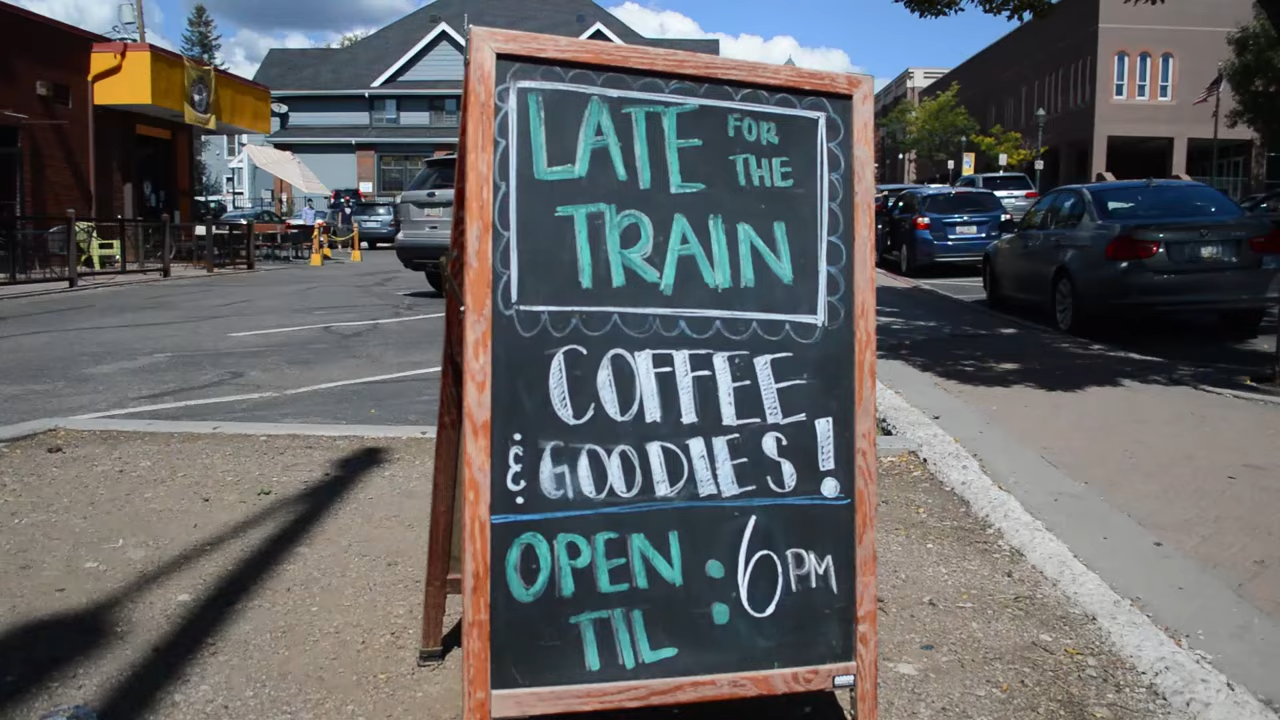 LATE FOR
THE
TRAIN
COFFEE
& GOODIES!
OPEN : 6PM
TIL